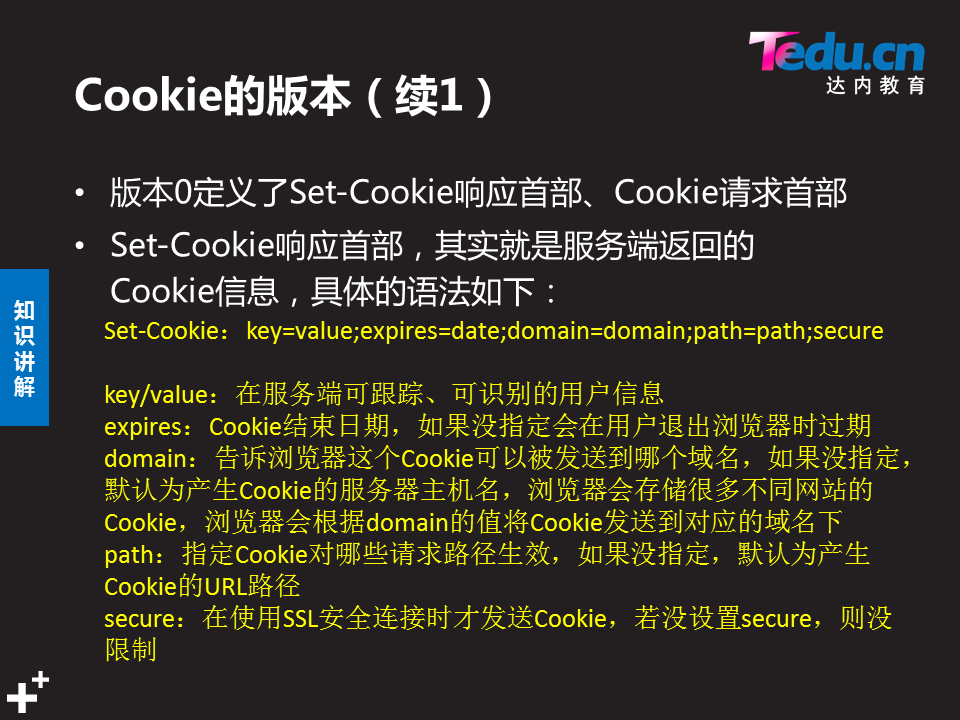 Tedu.cn
达内教育
Cookie的版本（续1）
• 版本0定义了Set-Cookie响应首部、Cookie请求首部
• Set-Cookie响应首部，其实就是服务端返回的
Cookie信息，具体的语法如下：
Set-Cookie：key=value;expires=date;domain=domain;path=path;secure
key/value：在服务端可跟踪、可识别的用户信息
expires：Cookie结束日期，如果没指定会在用户退出浏览器时过期
domain：告诉浏览器这个Cookie可以被发送到哪个域名，如果没指定，
默认为产生Cookie的服务器主机名，浏览器会存储很多不同网站的
Cookie，浏览器会根据domain的值将Cookie发送到对应的域名下
path：指定Cookie对哪些请求路径生效，如果没指定，默认为产生
Cookie的URL路径
secure：在使用SSL安全连接时才发送Cookie，若没设置secure，则没
限制
知
识
讲
解